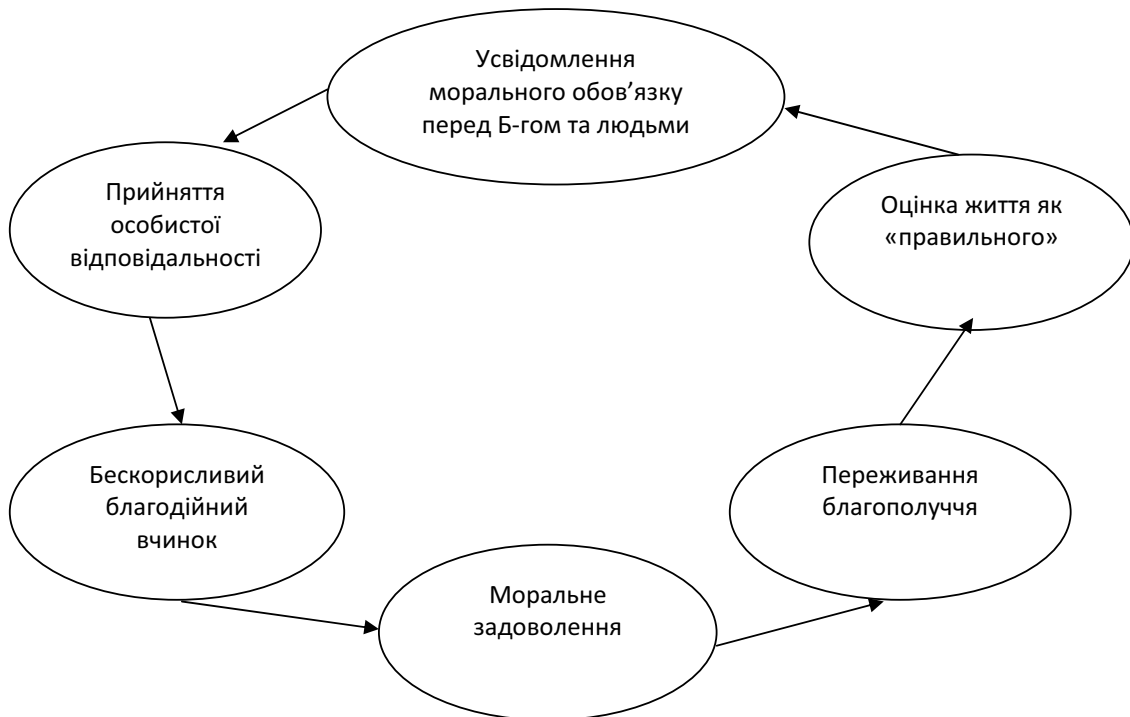 Усвідомлення
морального обов’язку
перед Б-гом та людьми
Прийняття
особистої
відповідальності
Бескорисливий
благодійний
вчинок
Моральне
задоволення
Переживання
благополуччя
Оцінка життя як
«правильного»